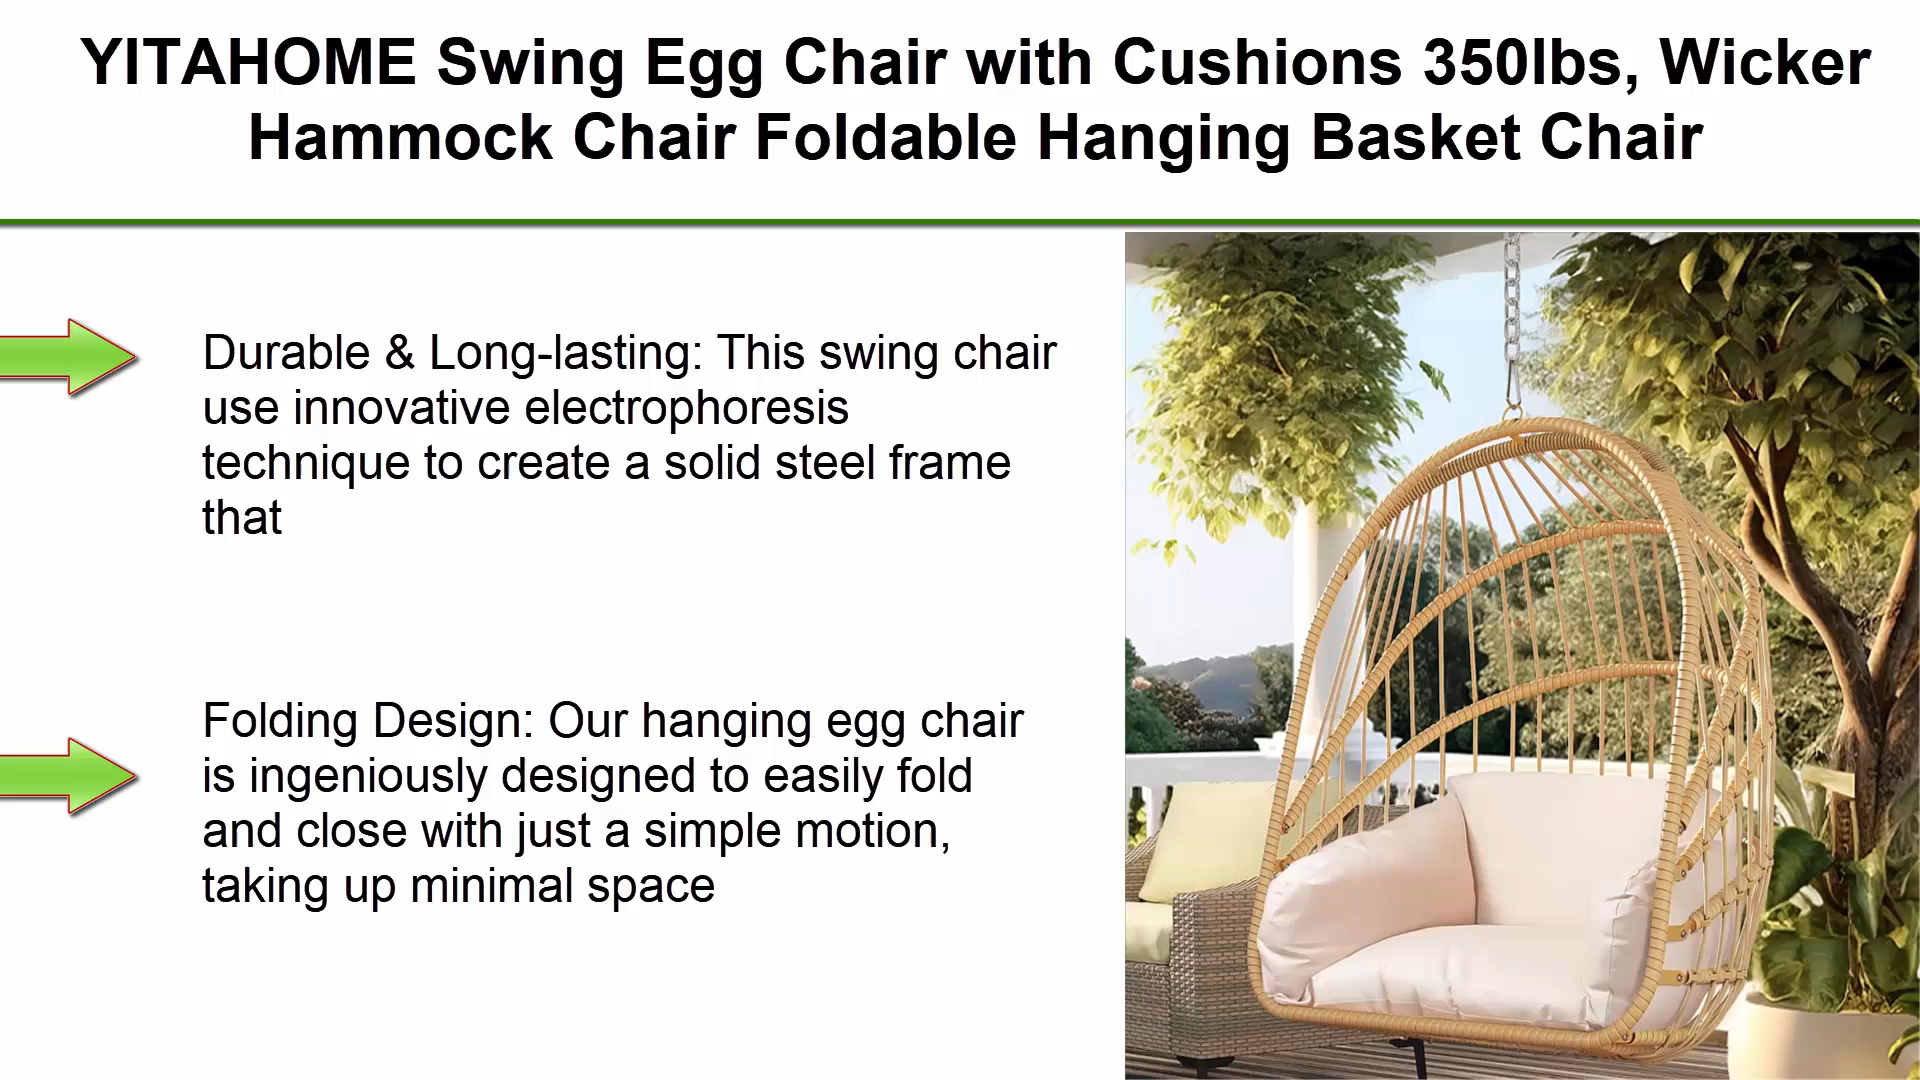 YITAHOME Swing Egg Chair with Cushions 350lbs, Wicker
Hammock Chair Foldable Hanging Basket Chair
Durable & Long-lasting: This swing chair
use innovative electrophoresis
technique to create a solid steel frame
that
Folding Design: Our hanging egg chair
is ingeniously designed to easily fold
and close with just a simple motion,
taking up minimal space